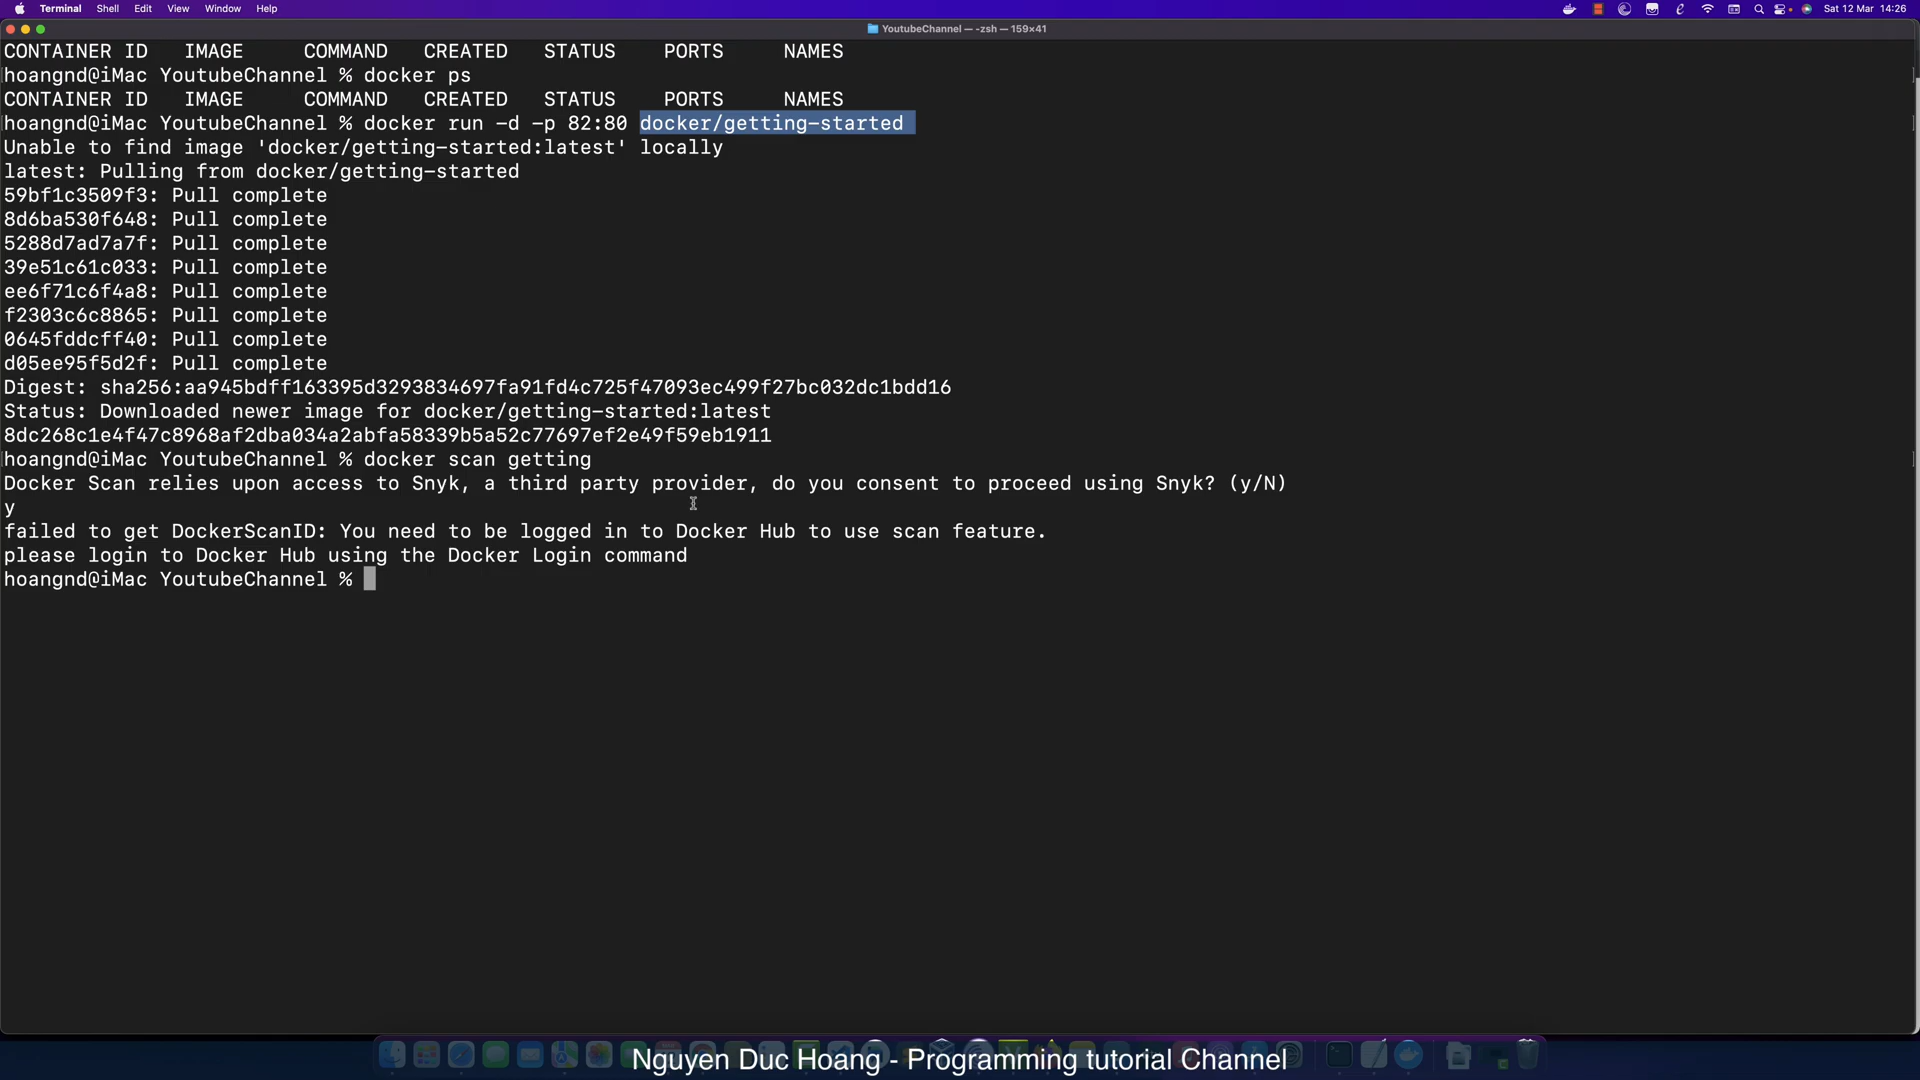 Terminal Shell Edit View Window Help Sat 12 Mar 14:26
YoutubeChannel — -zsh — 159×41
CONTAINER ID IMAGE COMMAND CREATED STATUS PORTS NAMES
hoangnd@iMac YoutubeChannel % docker ps
CONTAINER ID IMAGE COMMAND CREATED STATUS PORTS NAMES
hoangnd@iMac YoutubeChannel % docker run -d -p 82:80 docker/getting-started
Unable to find image 'docker/getting-started:latest' locally
latest: Pulling from docker/getting-started
59bf1c3509f3: Pull complete
8d6ba530f648: Pull complete
5288d7ad7a7f: Pull complete
39e51c61c033: Pull complete
ee6f71c6f4a8: Pull complete
f2303c6c8865: Pull complete
0645fddcff40: Pull complete
d05ee95f5d2f: Pull complete
Digest: sha256:aa945bdff163395d3293834697fa91fd4c725f47093ec499f27bc032dc1bdd16
Status: Downloaded newer image for docker/getting-started:latest
8dc268c1e4f47c8968af2dba034a2abfa58339b5a52c77697ef2e49f59eb1911
hoangnd@iMac YoutubeChannel % docker scan getting
Docker Scan relies upon access to Snyk, a third party provider, do you consent to proceed using Snyk? (y/N)
y
failed to get DockerScanID: You need to be logged in to Docker Hub to use scan feature.
please login to Docker Hub using the Docker Login command
hoangnd@iMac YoutubeChannel %
Nguyen Duc Hoang - Programming tutorial Channel